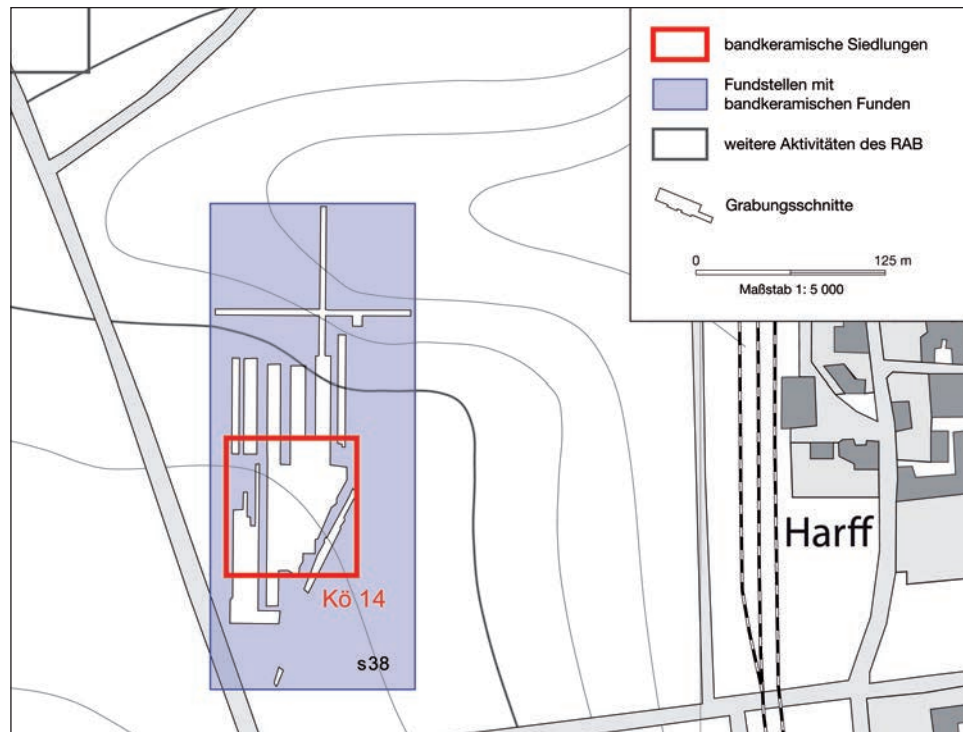 bandkeramische Siedlungen
Fundstellen mit
bandkeramischen Funden
weitere Aktivitäten des RAB
Grabungsschnitte
0 125 m
Maßstab 1: 5 000
Harff
Kö 14
s38